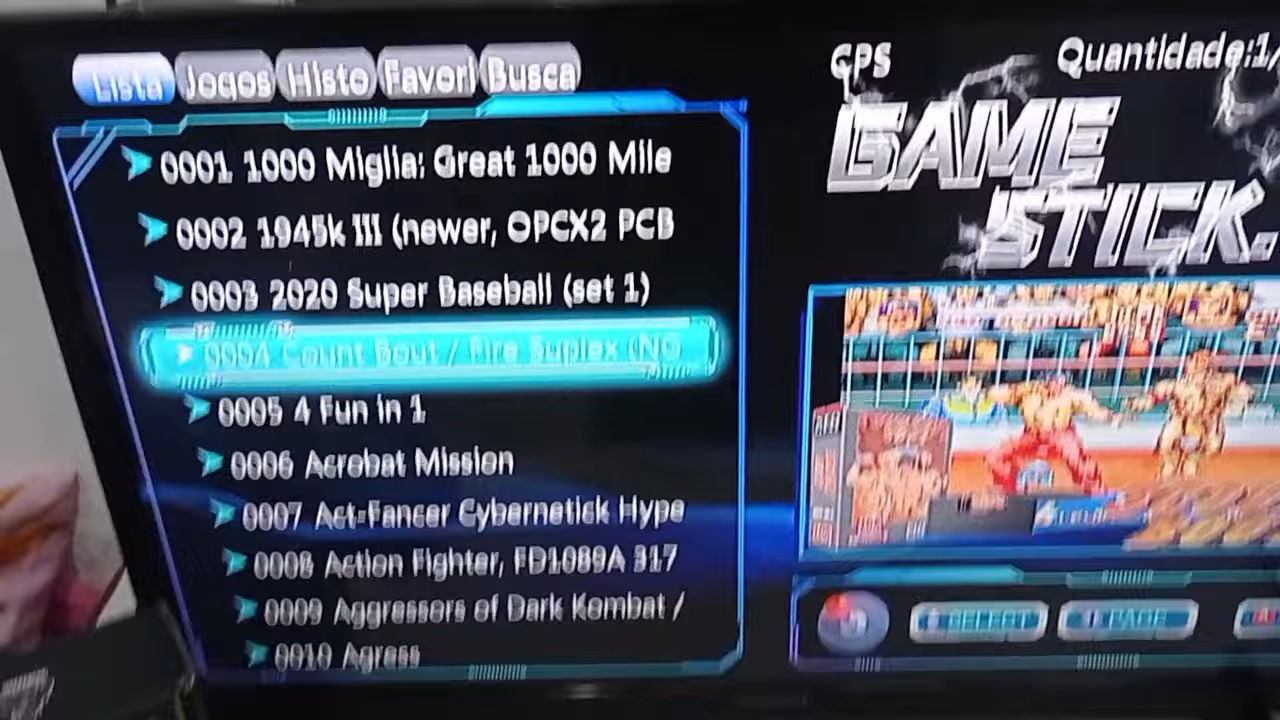 Lista Jogos Histo Favori Busca
CPS
Quantidade:1/
GAME
STICK.
0001 1000 Miglia: Great 1000 Mile
0002 1945k III (newer, OPCX2 PCB
0003 2020 Super Baseball (set 1)
0004 Count Bout / Fire Suplex (NG
0005 4 Fun in 1
0006 Acrobat Mission
0007 Act-Fancer Cybernetick Hype
0008 Action Fighter, FD1089A 317
0009 Aggressors of Dark Kombat /
0010 Agress
SELECT PAGE